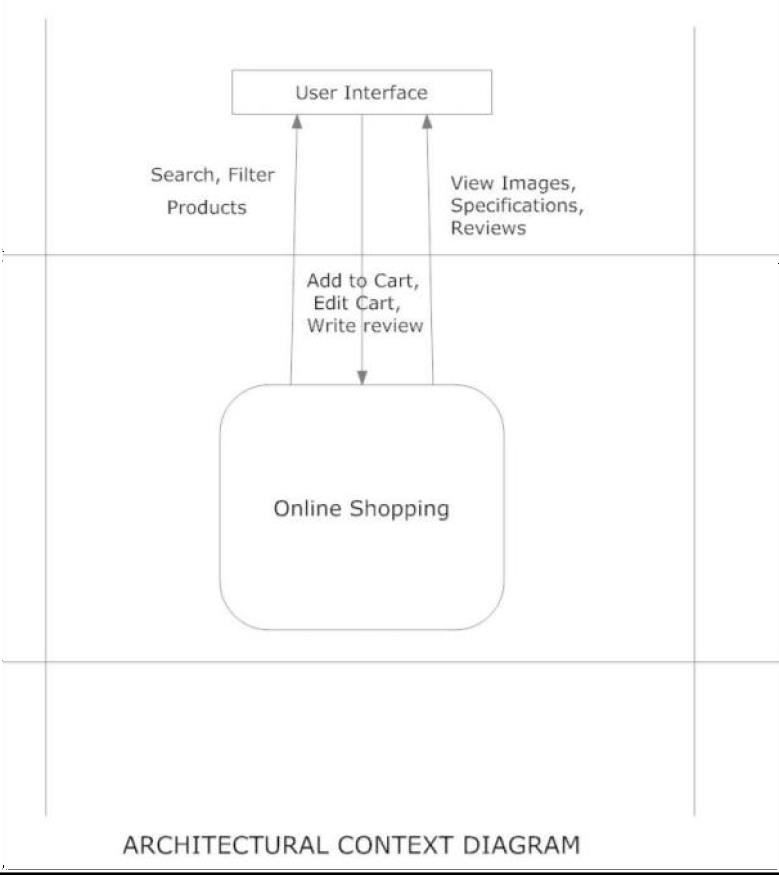 User Interface
Search, Filter
Products
View Images,
Specifications,
Reviews
Add to Cart,
Edit Cart,
Write review
Online Shopping
ARCHITECTURAL CONTEXT DIAGRAM